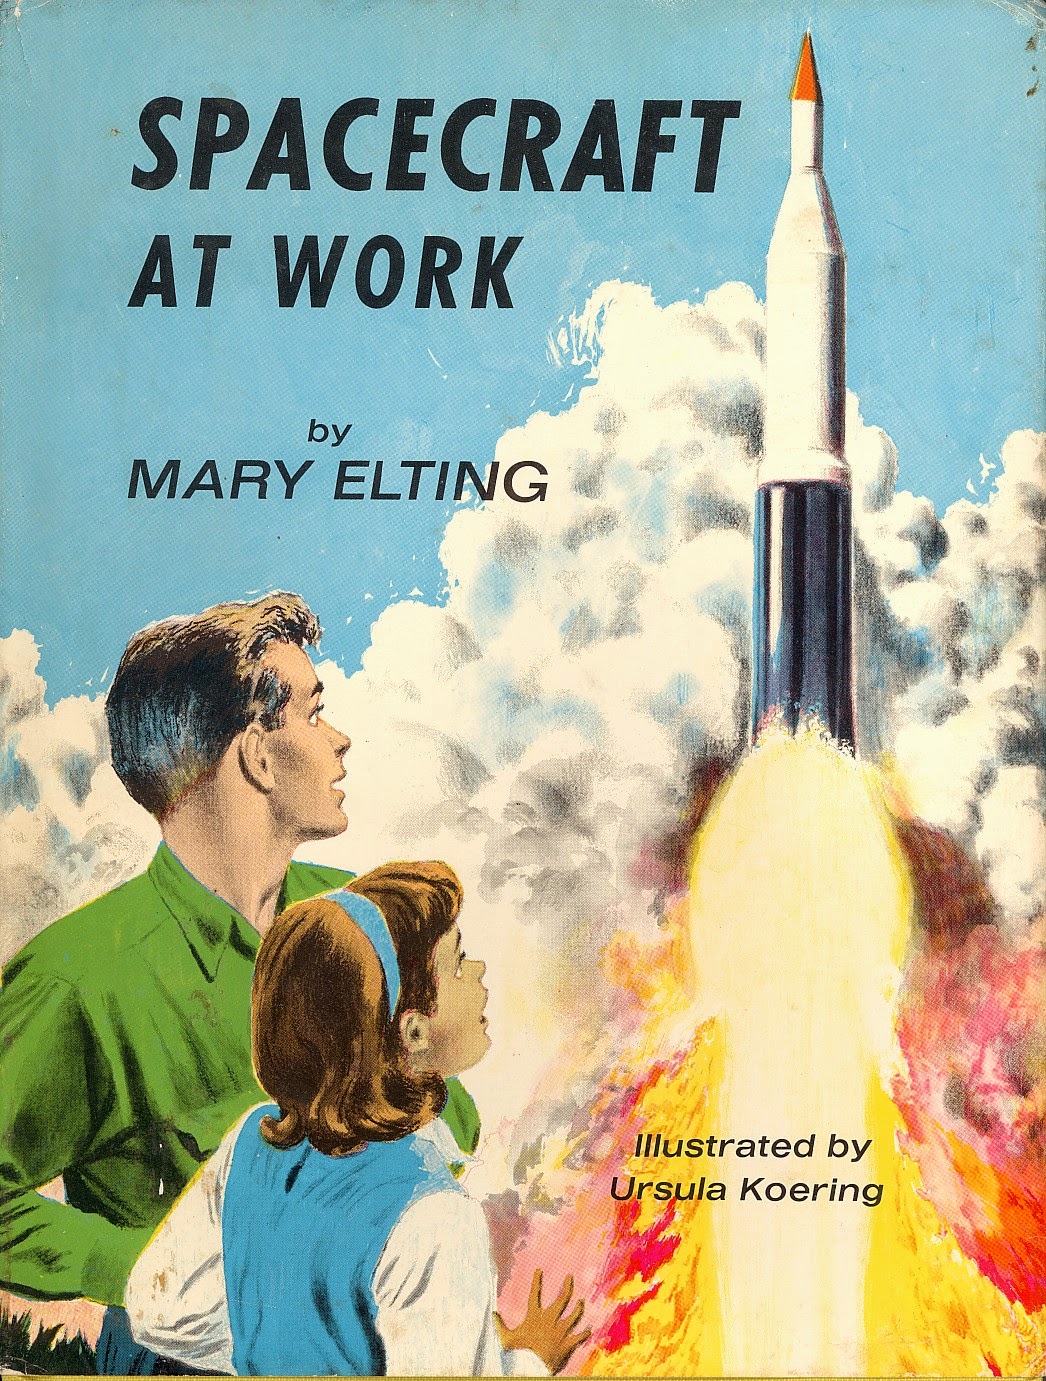 SPACECRAFT
AT WORK
by
MARY ELTING
Illustrated by
Ursula Koering